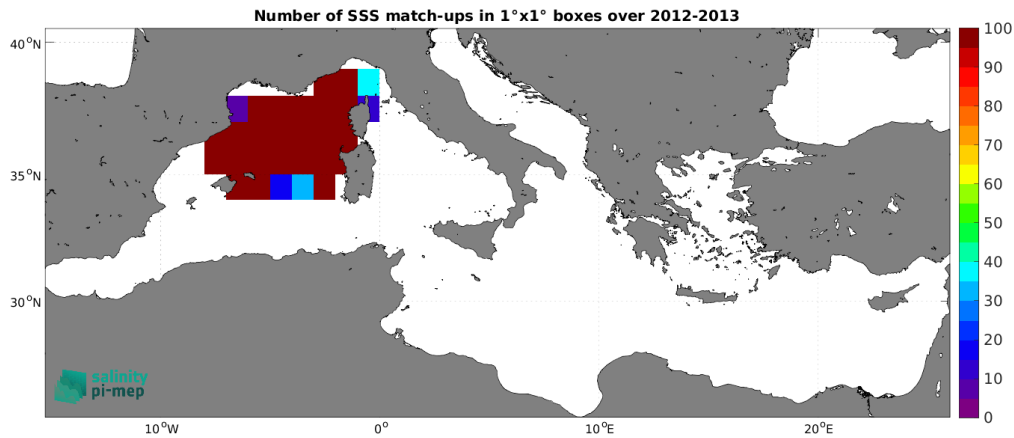 Number of SSS match-ups in 1°x1° boxes over 2012-2013
40°N
35°N
30°N
10°W
0°
10°E
20°E
100
90
80
70
60
50
40
30
20
10
0
salinity
pi-mep